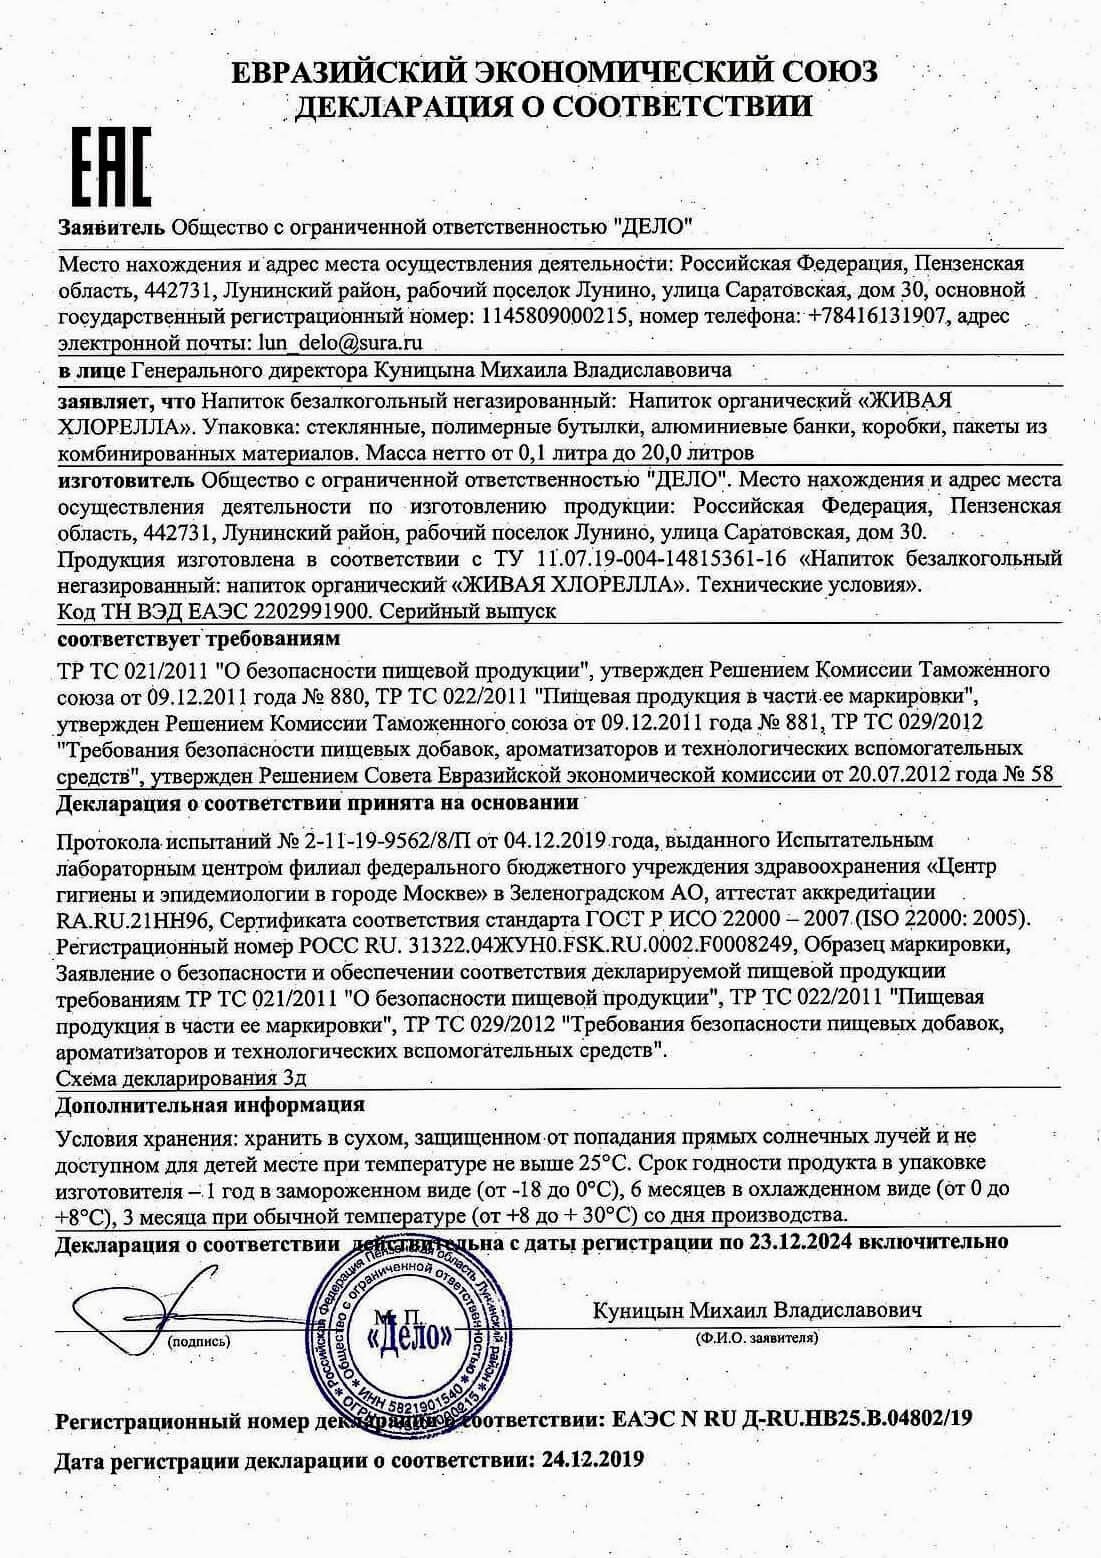 ЕВРАЗИЙСКИЙ ЭКОНОМИЧЕСКИЙ СОЮЗ
ДЕКЛАРАЦИЯ О СООТВЕТСТВИИ
ЕАС
Заявитель Общество с ограниченной ответственностью "ДЕЛО"
Место нахождения и адрес места осуществления деятельности: Российская Федерация, Пензенская
область, 442731, Лунинский район, рабочий поселок Лунино, улица Саратовская, дом 30, основной
государственный регистрационный номер: 1145809000215, номер телефона: +78416131907, адрес
электронной почты: lun_delo@sura.ru
в лице Генерального директора Куницына Михаила Владиславовича
заявляет, что Напиток безалкогольный негазированный: Напиток органический «ЖИВАЯ
ХЛОРЕЛЛА». Упаковка: стеклянные, полимерные бутылки, алюминиевые банки, коробки, пакеты из
комбинированных материалов. Масса нетто от 0,1 литра до 20,0 литров
изготовитель Общество с ограниченной ответственностью "ДЕЛО". Место нахождения и адрес места
осуществления деятельности по изготовлению продукции: Российская Федерация, Пензенская
область, 442731, Лунинский район, рабочий поселок Лунино, улица Саратовская, дом 30.
Продукция изготовлена в соответствии с ТУ 11.07.19-004-14815361-16 «Напиток безалкогольный
негазированный: напиток органический «ЖИВАЯ ХЛОРЕЛЛА». Технические условия».
Код ТН ВЭД ЕАЭС 2202991900. Серийный выпуск
соответствует требованиям
ТР ТС 021/2011 "О безопасности пищевой продукции", утвержден Решением Комиссии Таможенного
союза от 09.12.2011 года № 880, ТР ТС 022/2011 "Пищевая продукция в части ее маркировки",
утвержден Решением Комиссии Таможенного союза от 09.12.2011 года № 881, ТР ТС 029/2012
"Требования безопасности пищевых добавок, ароматизаторов и технологических вспомогательных
средств", утвержден Решением Совета Евразийской экономической комиссии от 20.07.2012 года № 58
Декларация о соответствии принята на основании
Протокола испытаний № 2-11-19-9562/8/П от 04.12.2019 года, выданного Испытательным
лабораторным центром филиал федерального бюджетного учреждения здравоохранения «Центр
гигиены и эпидемиологии в городе Москве» в Зеленоградском АО, аттестат аккредитации
RA.RU.21НН96, Сертификата соответствия стандарта ГОСТ Р ИСО 22000 – 2007 (ISO 22000: 2005).
Регистрационный номер РОСС RU. 31322.04ЖУН0.FSK.RU.0002.F0008249, Образец маркировки,
Заявление о безопасности и обеспечении соответствия декларируемой пищевой продукции
требованиям ТР ТС 021/2011 "О безопасности пищевой продукции", ТР ТС 022/2011 "Пищевая
продукция в части ее маркировки", ТР ТС 029/2012 "Требования безопасности пищевых добавок,
ароматизаторов и технологических вспомогательных средств".
Схема декларирования 3д
Дополнительная информация
Условия хранения: хранить в сухом, защищенном от попадания прямых солнечных лучей и не
доступном для детей месте при температуре не выше 25°С. Срок годности продукта в упаковке
изготовителя – 1 год в замороженном виде (от -18 до 0°С), 6 месяцев в охлажденном виде (от 0 до
+8°С), 3 месяца при обычной температуре (от +8 до + 30°С) со дня производства.
Декларация о соответствии действительна с даты регистрации по 23.12.2024 включительно
Российская Федерация Пензенская область Лунинский район
Общество с ограниченной ответственностью
ИНН 5821901540
М.П.
«Дело»
Куницын Михаил Владиславович
(подпись)
(Ф.И.О. заявителя)
Регистрационный номер декларации о соответствии: ЕАЭС N RU Д-RU.НВ25.В.04802/19
Дата регистрации декларации о соответствии: 24.12.2019